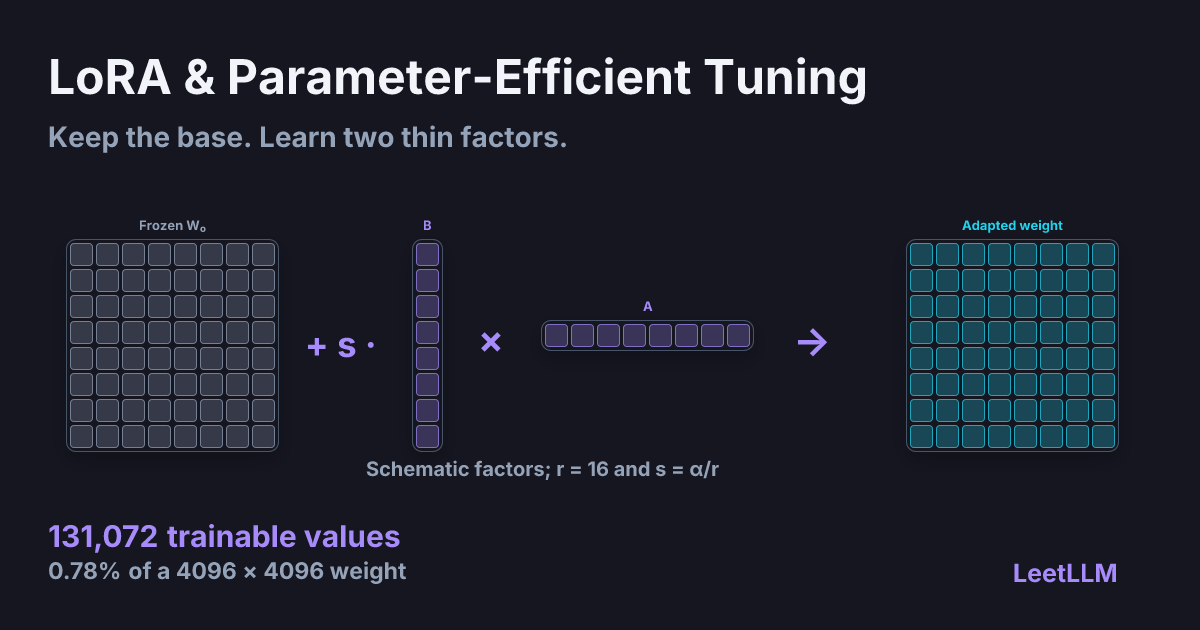 LoRA & Parameter-Efficient Tuning
Keep the base. Learn two thin factors.
Frozen W₀
B
A
Adapted weight
+ s ·
×
→
Schematic factors; r = 16 and s = α/r
131,072 trainable values
0.78% of a 4096 × 4096 weight
LeetLLM